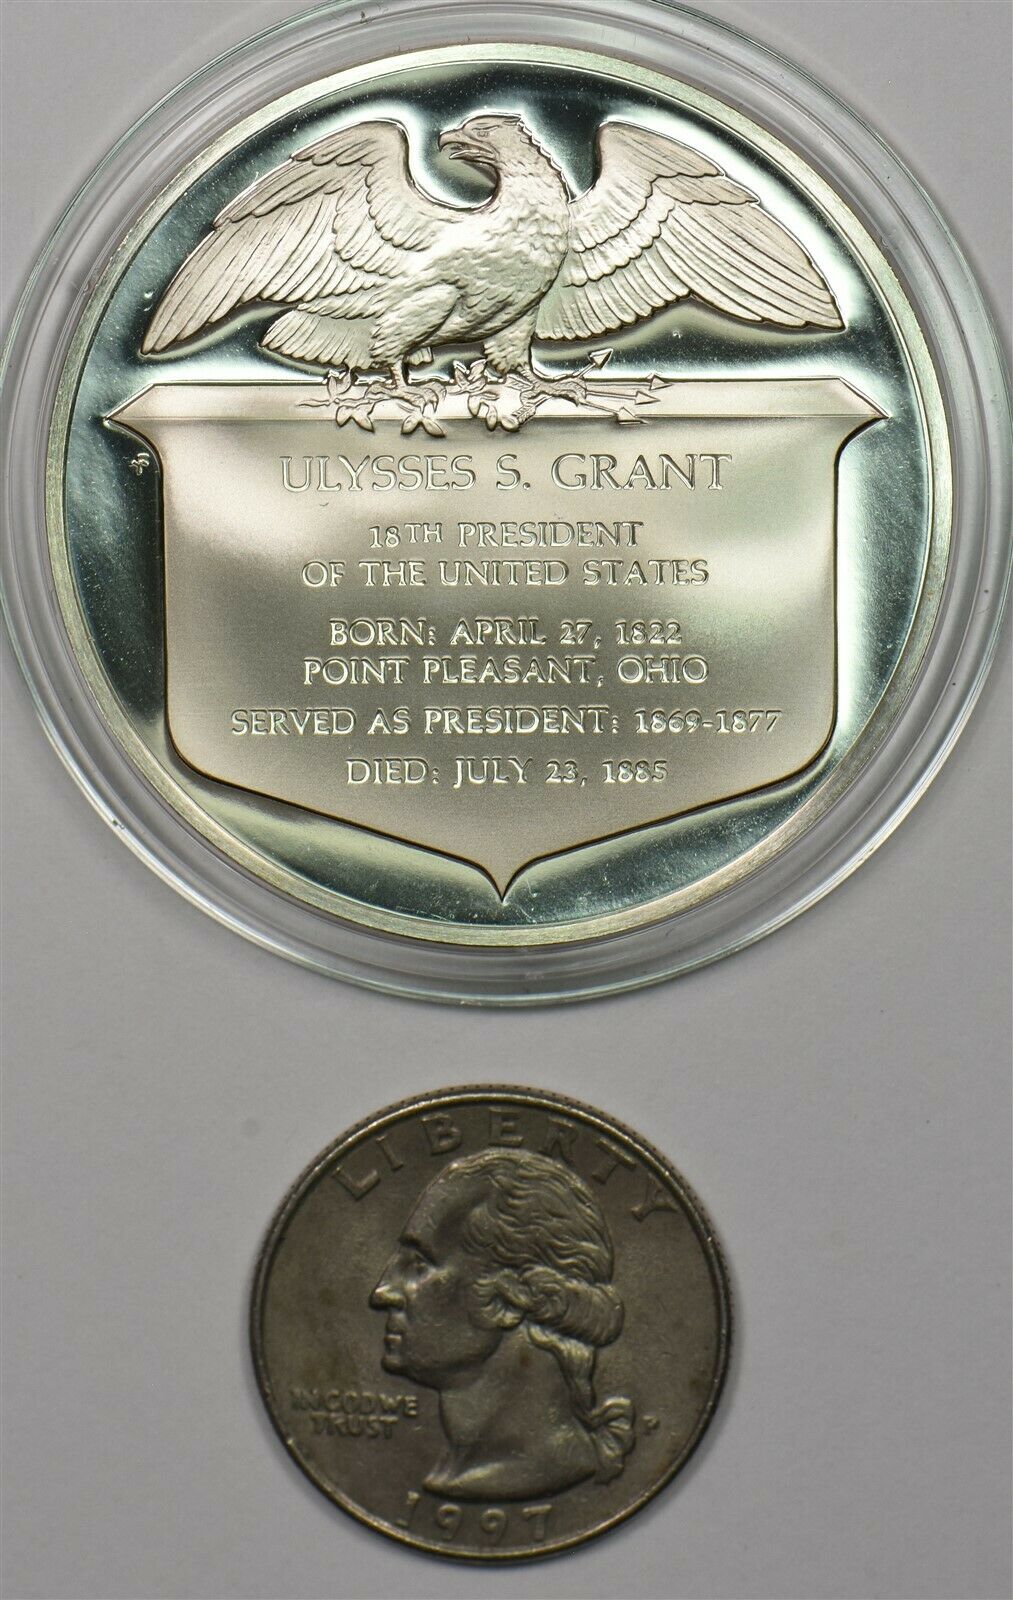 ULYSSES S. GRANT
18TH PRESIDENT
OF THE UNITED STATES
BORN: APRIL 27, 1822
POINT PLEASANT, OHIO
SERVED AS PRESIDENT: 1869-1877
DIED: JULY 23, 1885
LIBERTY
IN GOD WE
TRUST
P
1997